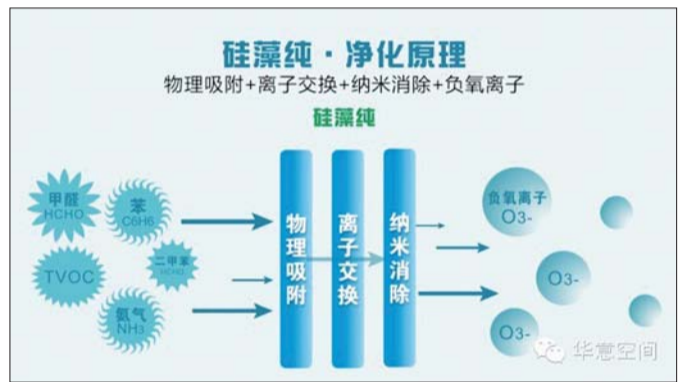 硅藻纯·净化原理
物理吸附+离子交换+纳米消除+负氧离子
硅藻纯
甲醛
HCHO
苯
C6H6
二甲苯
HCHO
TVOC
氨气
NH3
物理吸附
离子交换
纳米消除
负氧离子
O3-
O3-
O3-
华意空间